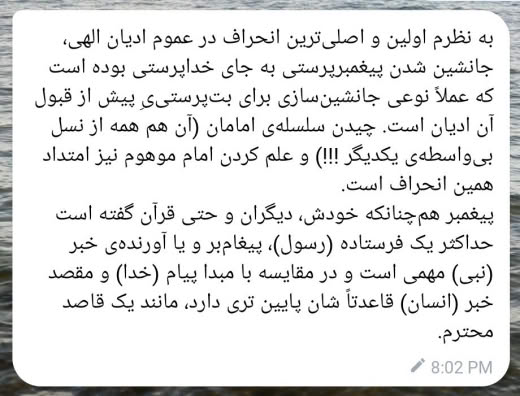 به نظرم اولین و اصلی‌ترین انحراف در عموم ادیان الهی،
جانشین شدن پیغمبرپرستی به جای خداپرستی بوده است
که عملاً نوعی جانشین‌سازی برای بت‌پرستی‌یِ پیش از قبول
آن ادیان است. چیدن سلسله‌ی امامان (آن هم همه از نسل
بی‌واسطه‌ی یکدیگر !!!) و علم کردن امام موهوم نیز امتداد
همین انحراف است.
پیغمبر هم‌چنانکه خودش، دیگران و حتی قرآن گفته است
حداکثر یک فرستاده (رسول)، پیغام‌بر و یا آورنده‌ی خبر
(نبی) مهمی است و در مقایسه با مبدا پیام (خدا) و مقصد
خبر (انسان) قاعدتاً شان پایین تری دارد، مانند یک قاصد
محترم.
8:02 PM